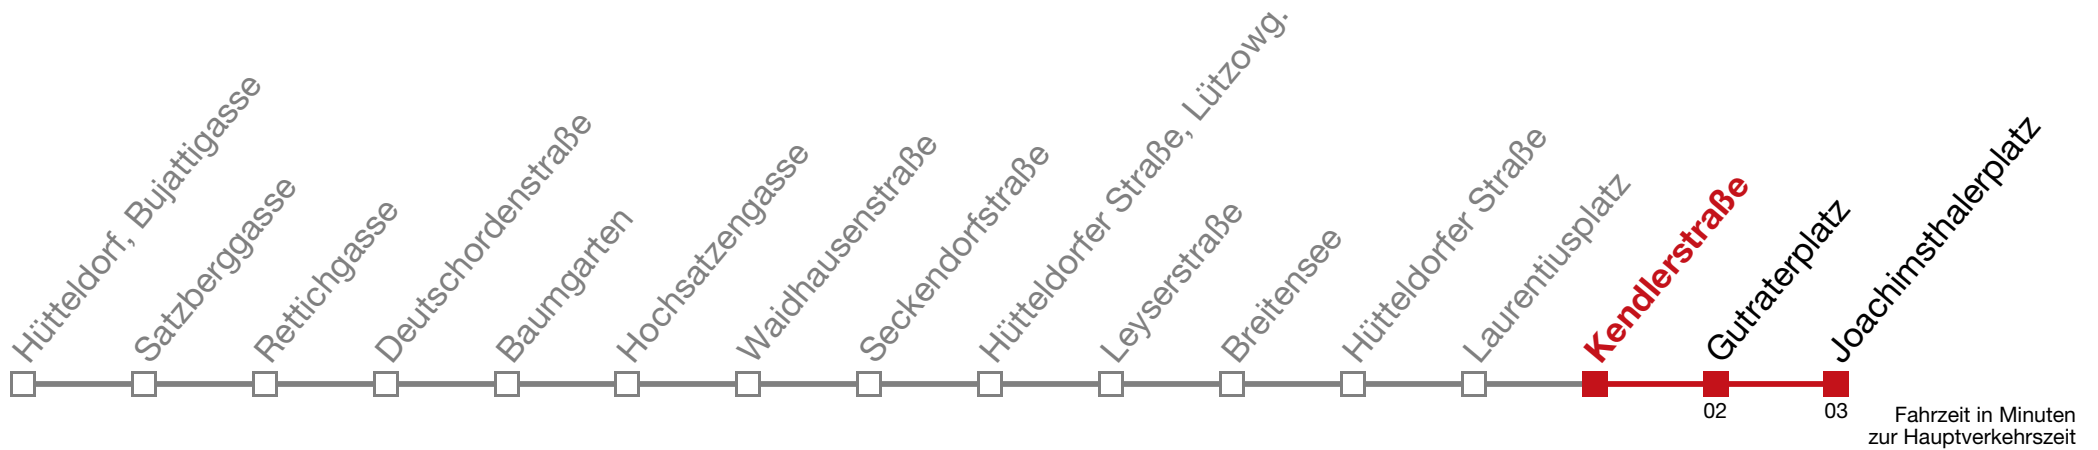 Hütteldorf, Bujattigasse
Satzberggasse
Rettichgasse
Deutschordenstraße
Baumgarten
Hochsatzengasse
Waidhausenstraße
Seckendorfstraße
Hütteldorfer Straße, Lützowg.
Leyserstraße
Breitensee
Hütteldorfer Straße
Laurentiusplatz
Kendlerstraße
Gutraterplatz
Joachimsthalerplatz
02
03
Fahrzeit in Minuten
zur Hauptverkehrszeit